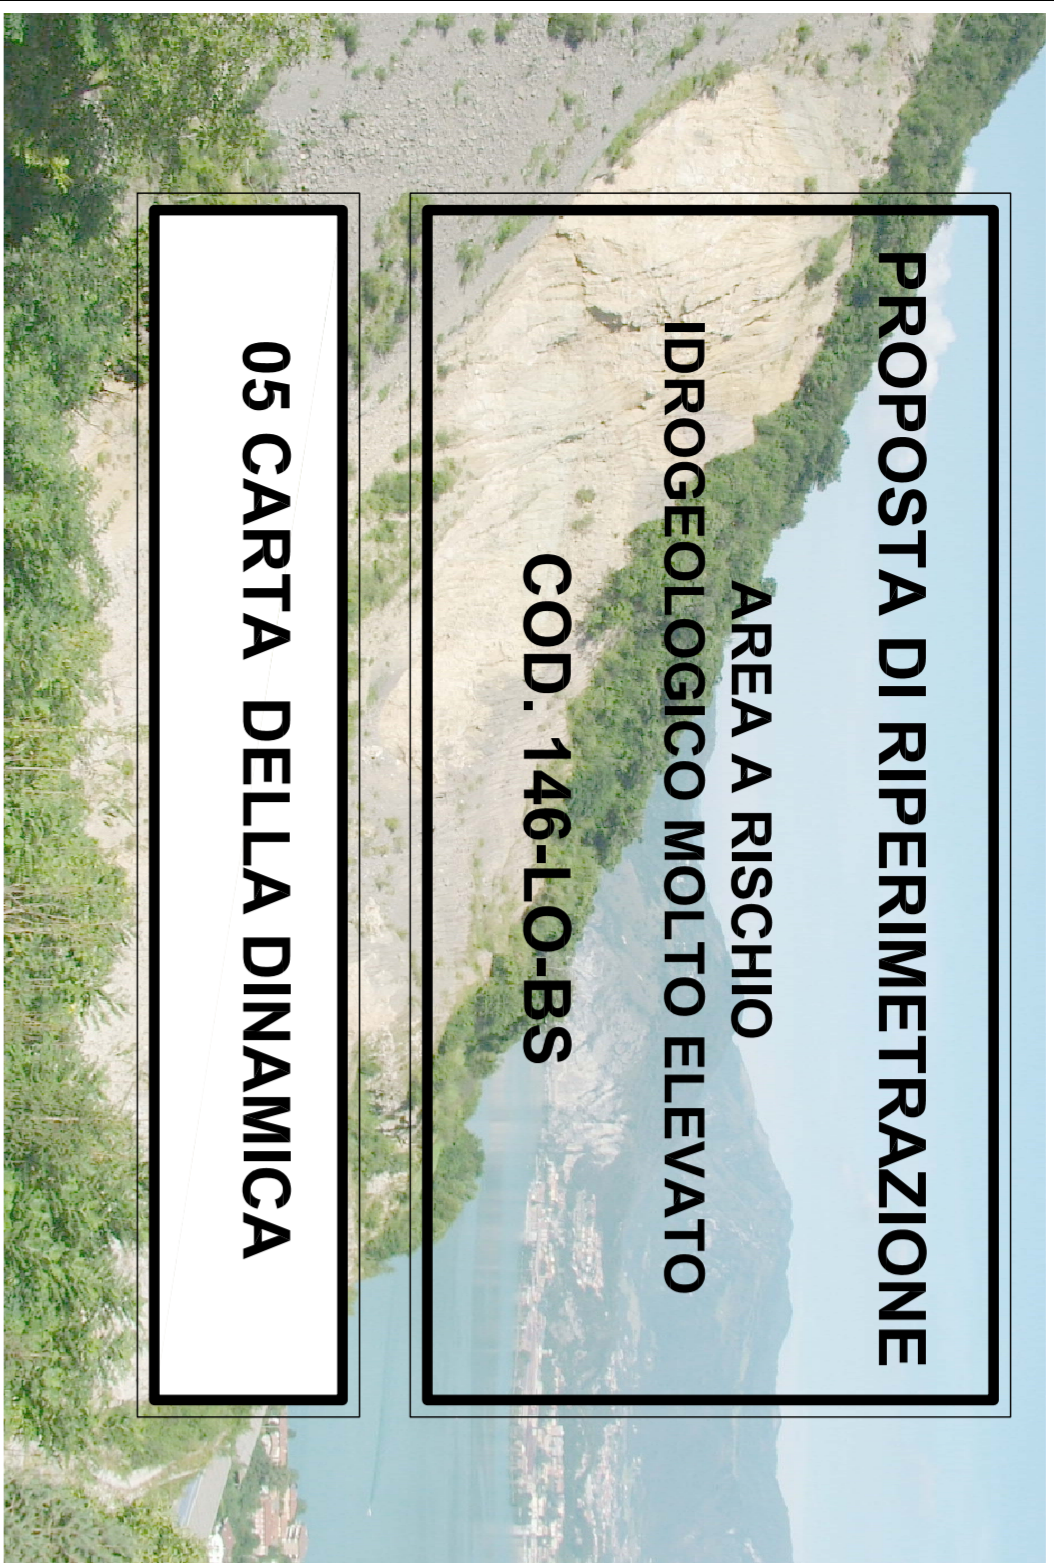 PROPOSTA DI RIPERIMETRAZIONE
AREA A RISCHIO
IDROGEOLOGICO MOLTO ELEVATO
COD. 146-LO-BS
05 CARTA DELLA DINAMICA